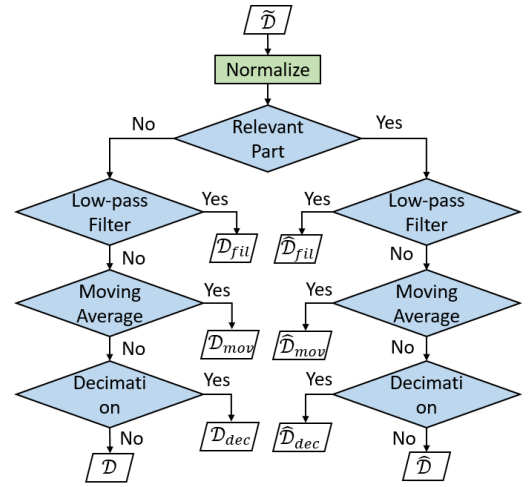 𝒟̃
Normalize
No
Relevant
Part
Yes
Low-pass
Filter
Yes
Yes
Low-pass
Filter
𝒟_fil
𝒟̂_fil
No
No
Moving
Average
Yes
Yes
Moving
Average
𝒟_mov
𝒟̂_mov
No
No
Decimati
on
Yes
Yes
Decimati
on
𝒟_dec
𝒟̂_dec
No
No
𝒟
𝒟̂